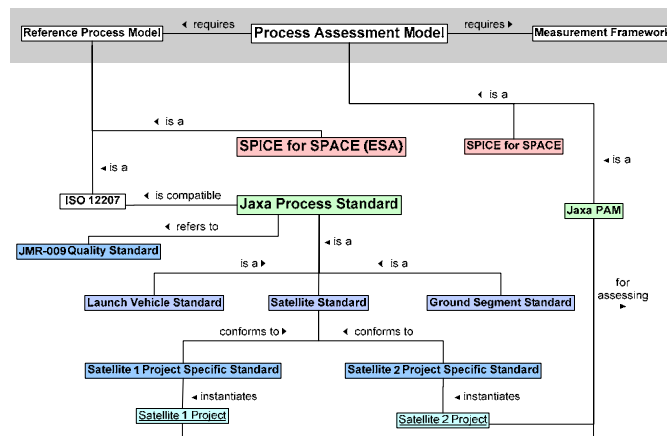 Reference Process Model
requires
Process Assessment Model
requires
Measurement Framework
is a
is a
SPICE for SPACE (ESA)
SPICE for SPACE
is a
is a
ISO 12207
is compatible
Jaxa Process Standard
Jaxa PAM
refers to
JMR-009 Quality Standard
is a
is a
is a
for
assessing
Launch Vehicle Standard
Satellite Standard
Ground Segment Standard
conforms to
conforms to
Satellite 1 Project Specific Standard
Satellite 2 Project Specific Standard
instantiates
instantiates
Satellite 1 Project
Satellite 2 Project